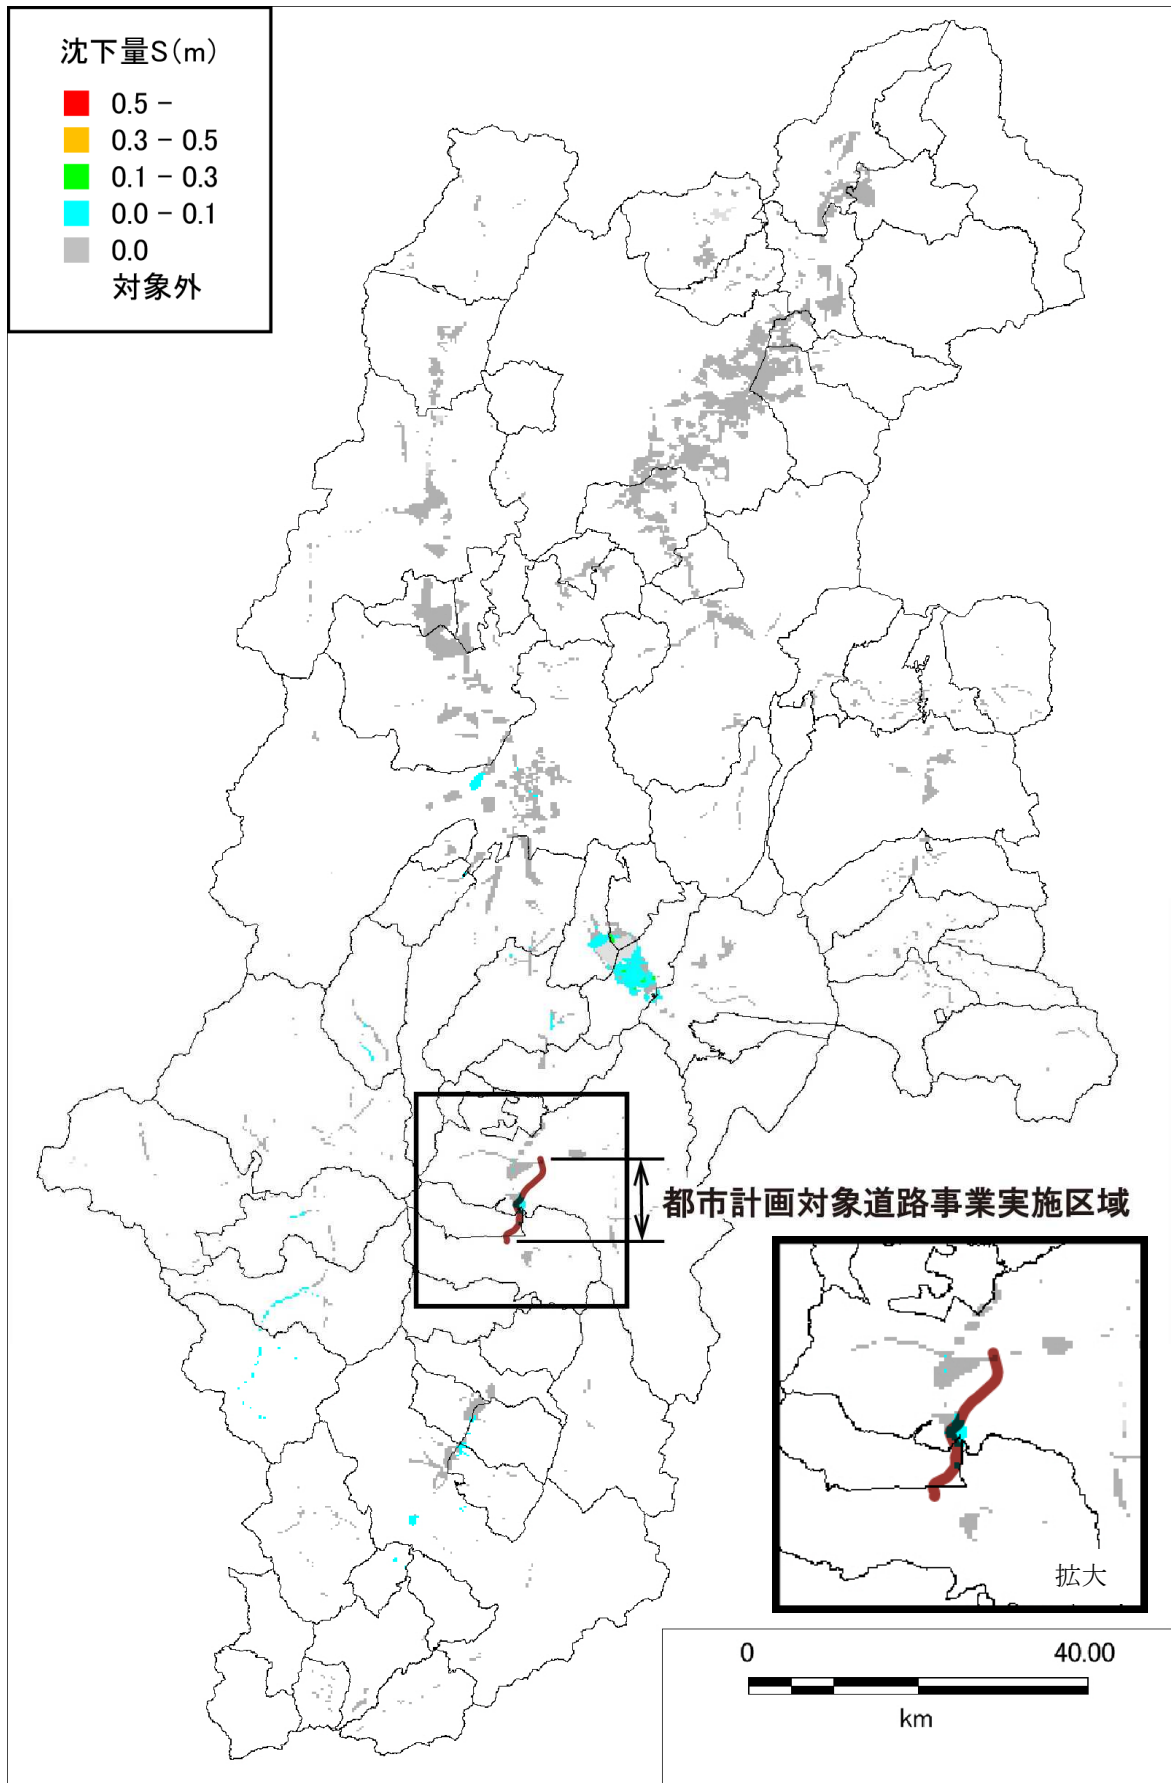 沈下量S(m)
0.5 –
0.3 – 0.5
0.1 – 0.3
0.0 – 0.1
0.0
対象外
都市計画対象道路事業実施区域
拡大
0 40.00
km